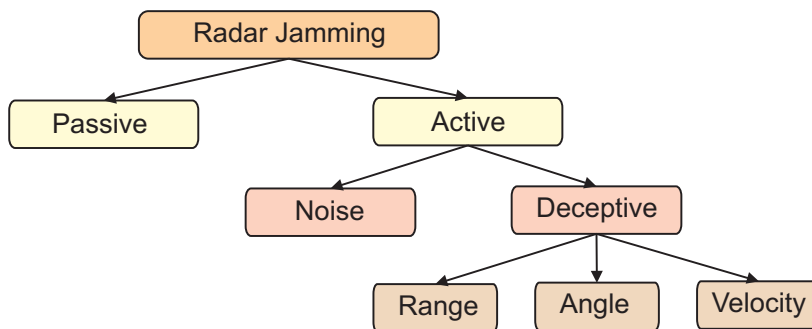 Radar Jamming
Passive
Active
Noise
Deceptive
Range
Angle
Velocity